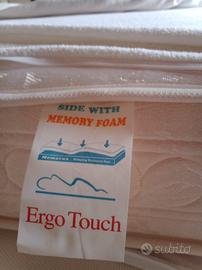 SIDE WITH
MEMORY FOAM
Ergo Touch
subito